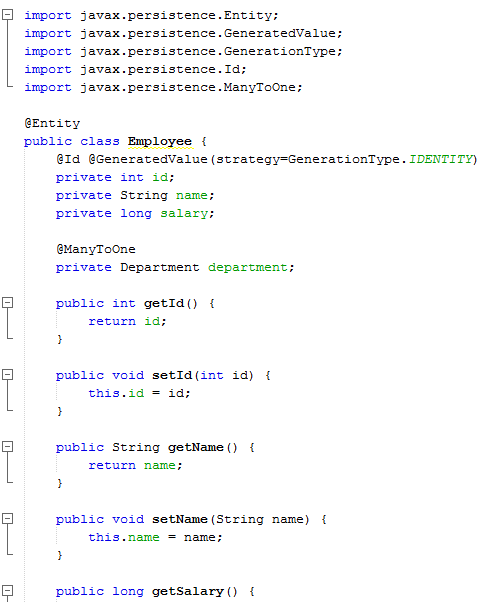 import javax.persistence.Entity;
import javax.persistence.GeneratedValue;
import javax.persistence.GenerationType;
import javax.persistence.Id;
import javax.persistence.ManyToOne;
@Entity
public class Employee {
@Id @GeneratedValue(strategy=GenerationType.IDENTITY)
private int id;
private String name;
private long salary;
@ManyToOne
private Department department;
public int getId() {
return id;
}
public void setId(int id) {
this.id = id;
}
public String getName() {
return name;
}
public void setName(String name) {
this.name = name;
}
public long getSalary() {